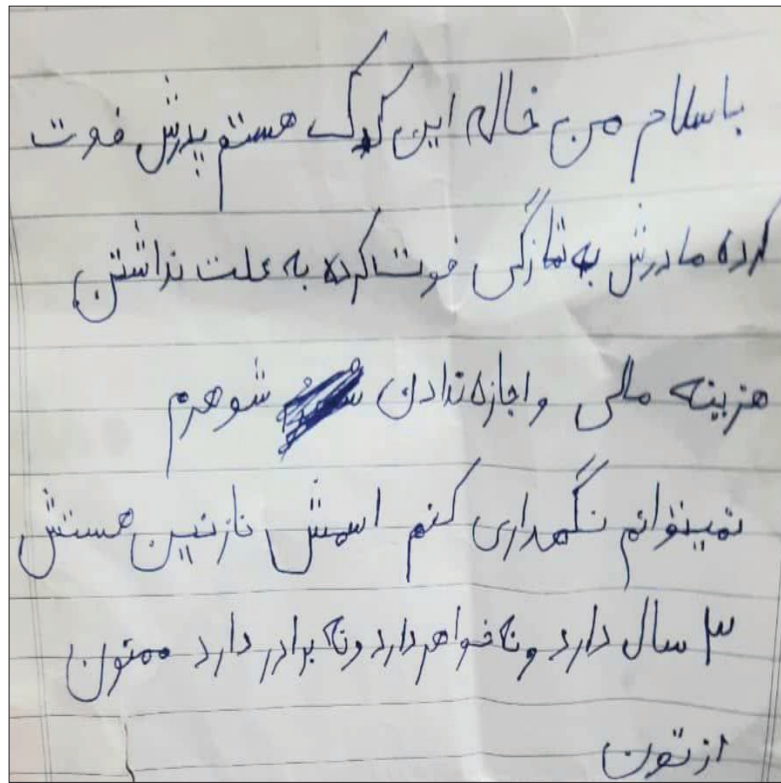 باسلام من خاله این کودک هستم پدرش فوت
کرده مادرش به تازگی فوت کرده به علت نداشتن
هزینه مالی و اجازه ندادن شوهرم
نمیتوانم نگهداری کنم اسمش نازنین هستش
۳ سال دارد و نه خواهر دارد و نه برادر دارد ممنون
ازتون